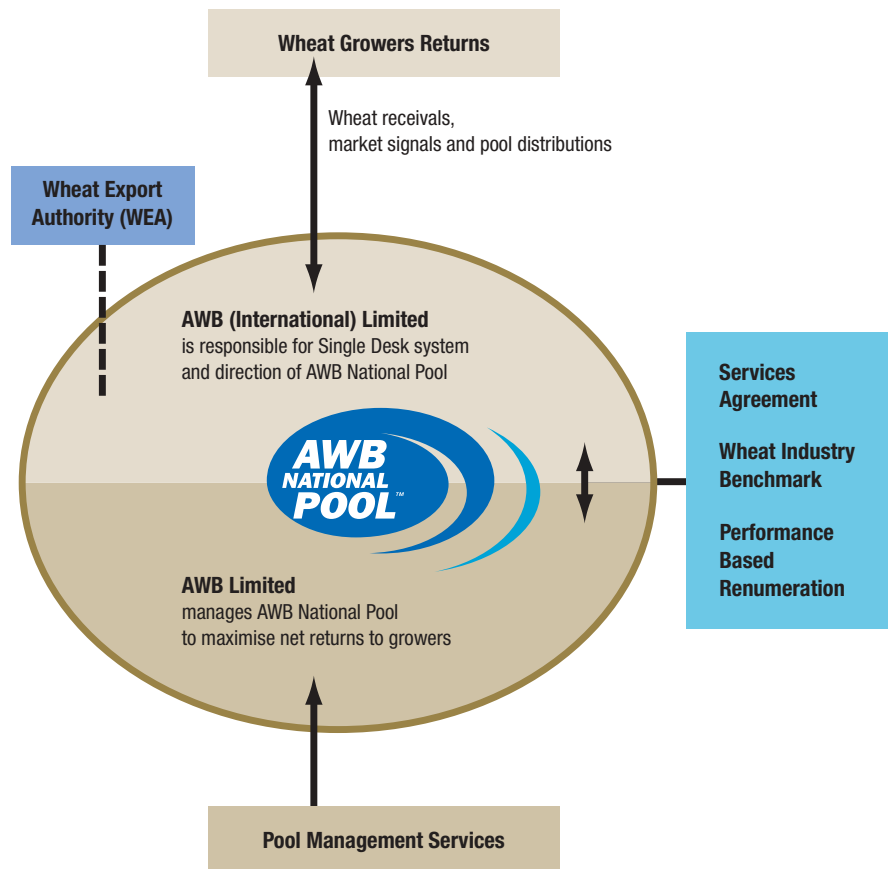 Wheat Growers Returns
Wheat receivals,
market signals and pool distributions
Wheat Export
Authority (WEA)
AWB (International) Limited
is responsible for Single Desk system
and direction of AWB National Pool
AWB
NATIONAL
POOL™
Services
Agreement
Wheat Industry
Benchmark
Performance
Based
Renumeration
AWB Limited
manages AWB National Pool
to maximise net returns to growers
Pool Management Services